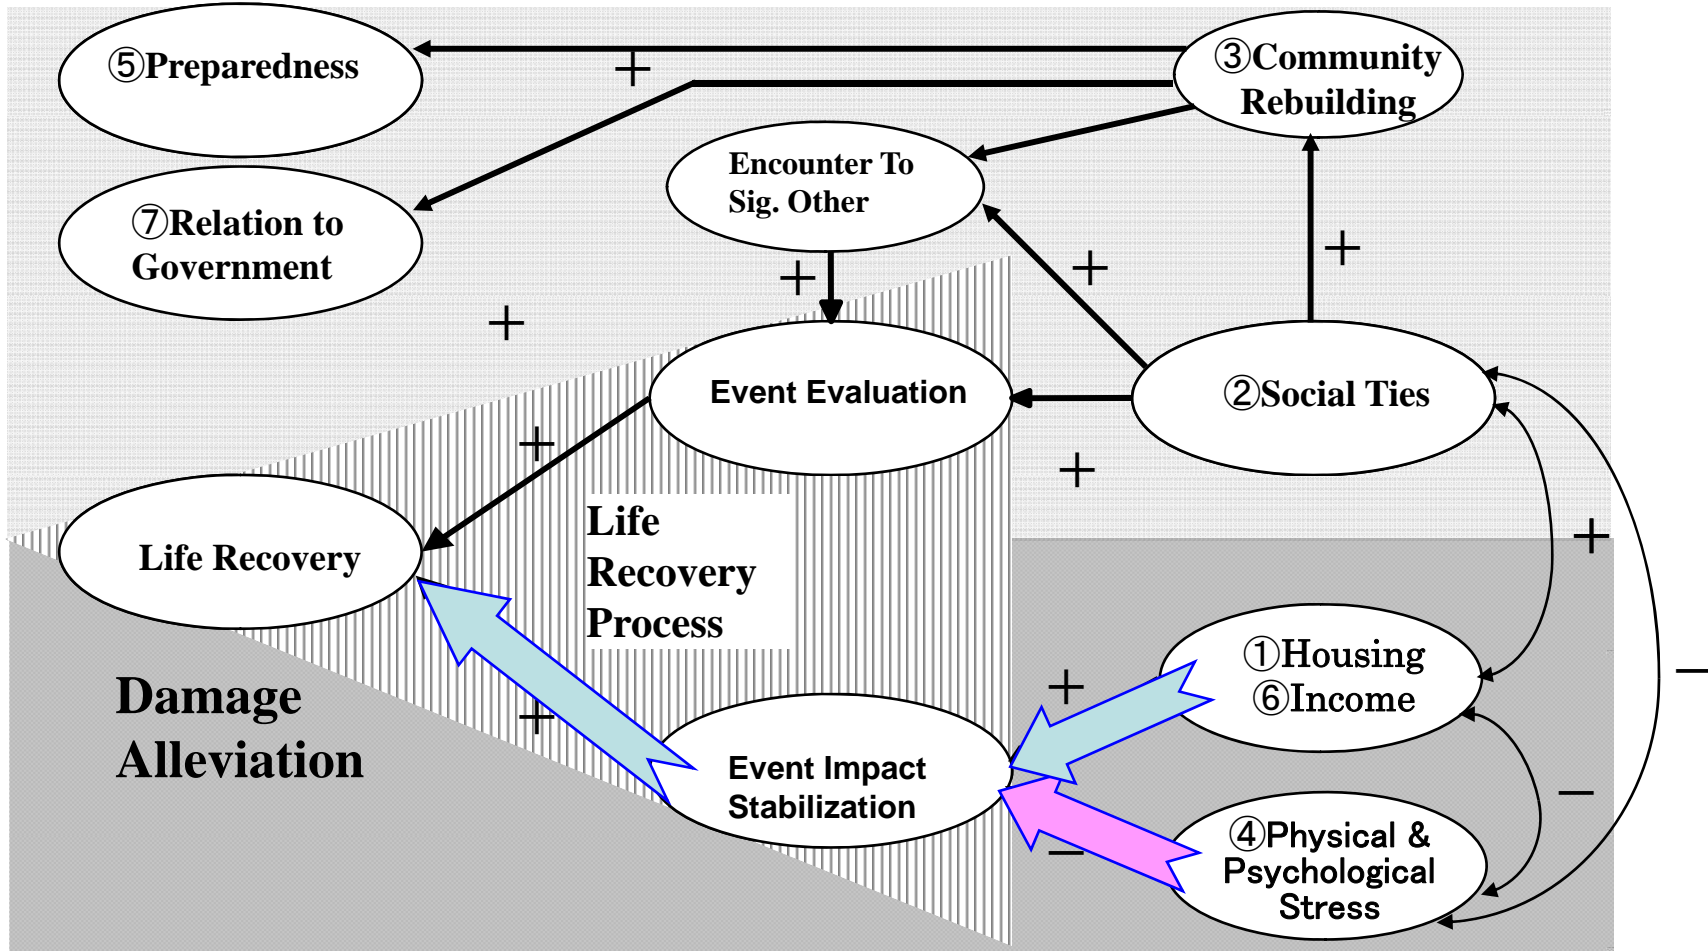 ⑤Preparedness
+
③Community
Rebuilding
Encounter To
Sig. Other
⑦Relation to
Government
+
+
+
+
Event Evaluation
②Social Ties
+
+
Life
Recovery
Process
Life Recovery
+
①Housing
⑥Income
+
−
Damage
Alleviation
+
Event Impact
Stabilization
−
−
④Physical &
Psychological
Stress